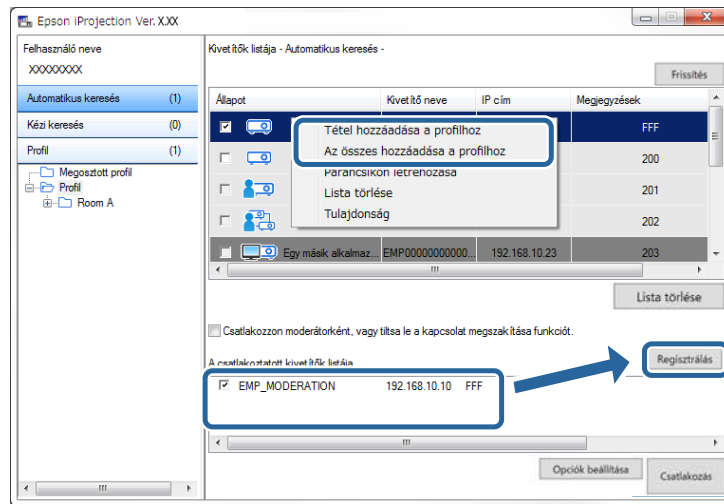 Epson iProjection Ver. X.XX
Felhasználó neve
XXXXXXXX
Automatikus keresés (1)
Kézi keresés (0)
Profil (1)
Megosztott profil
Profil
Room A
Kivetítők listája - Automatikus keresés -
Frissítés
Állapot Kivetítő neve IP cím Megjegyzések
FFF
Tétel hozzáadása a profilhoz
Az összes hozzáadása a profilhoz
Parancsikon létrehozása
Lista törlése
Tulajdonság
200
201
202
Egy másik alkalmaz... EMP00000000000... 192.168.10.23 203
Lista törlése
Csatlakozzon moderátorként, vagy tiltsa le a kapcsolat megszakítása funkciót.
A csatlakoztatott kivetítők listája
Regisztrálás
EMP_MODERATION 192.168.10.10 FFF
Opciók beállítása
Csatlakozás